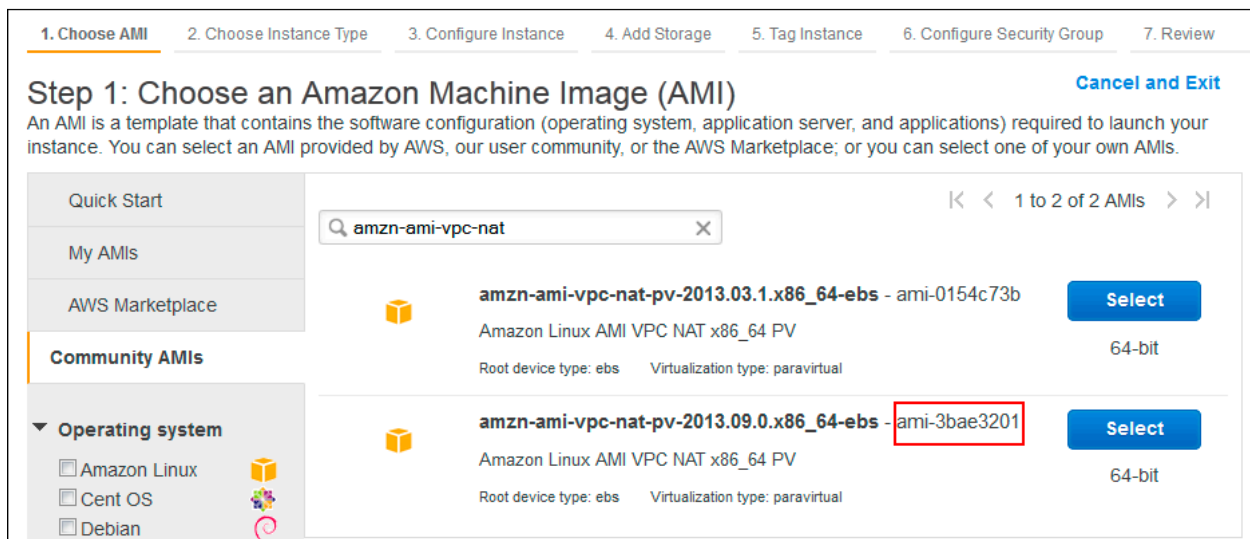 1. Choose AMI 2. Choose Instance Type 3. Configure Instance 4. Add Storage 5. Tag Instance 6. Configure Security Group 7. Review
Step 1: Choose an Amazon Machine Image (AMI)
Cancel and Exit
An AMI is a template that contains the software configuration (operating system, application server, and applications) required to launch your
instance. You can select an AMI provided by AWS, our user community, or the AWS Marketplace; or you can select one of your own AMIs.
Quick Start
My AMIs
AWS Marketplace
Community AMIs
Operating system
Amazon Linux
Cent OS
Debian
1 to 2 of 2 AMIs
amzn-ami-vpc-nat
amzn-ami-vpc-nat-pv-2013.03.1.x86_64-ebs - ami-0154c73b
Select
Amazon Linux AMI VPC NAT x86_64 PV
64-bit
Root device type: ebs Virtualization type: paravirtual
amzn-ami-vpc-nat-pv-2013.09.0.x86_64-ebs - ami-3bae3201
Select
Amazon Linux AMI VPC NAT x86_64 PV
64-bit
Root device type: ebs Virtualization type: paravirtual